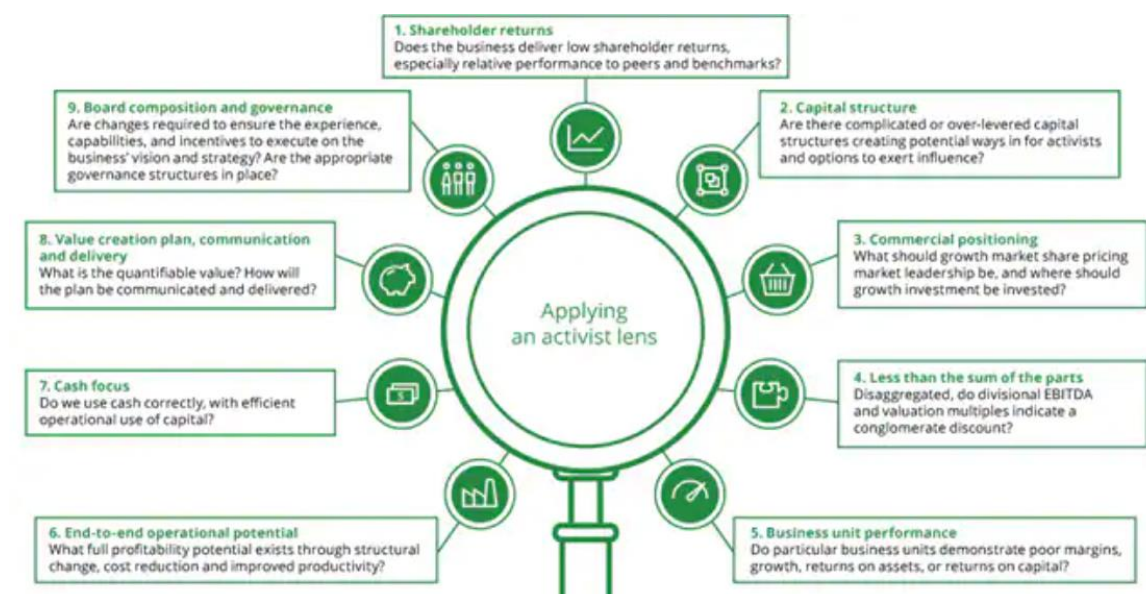 1. Shareholder returns
Does the business deliver low shareholder returns,
especially relative performance to peers and benchmarks?
9. Board composition and governance
Are changes required to ensure the experience,
capabilities, and incentives to execute on the
business' vision and strategy? Are the appropriate
governance structures in place?
2. Capital structure
Are there complicated or over-levered capital
structures creating potential ways in for activists
and options to exert influence?
8. Value creation plan, communication
and delivery
What is the quantifiable value? How will
the plan be communicated and delivered?
3. Commercial positioning
What should growth market share pricing
market leadership be, and where should
growth investment be invested?
Applying
an activist lens
7. Cash focus
Do we use cash correctly, with efficient
operational use of capital?
$
4. Less than the sum of the parts
Disaggregated, do divisional EBITDA
and valuation multiples indicate a
conglomerate discount?
6. End-to-end operational potential
What full profitability potential exists through structural
change, cost reduction and improved productivity?
5. Business unit performance
Do particular business units demonstrate poor margins,
growth, returns on assets, or returns on capital?